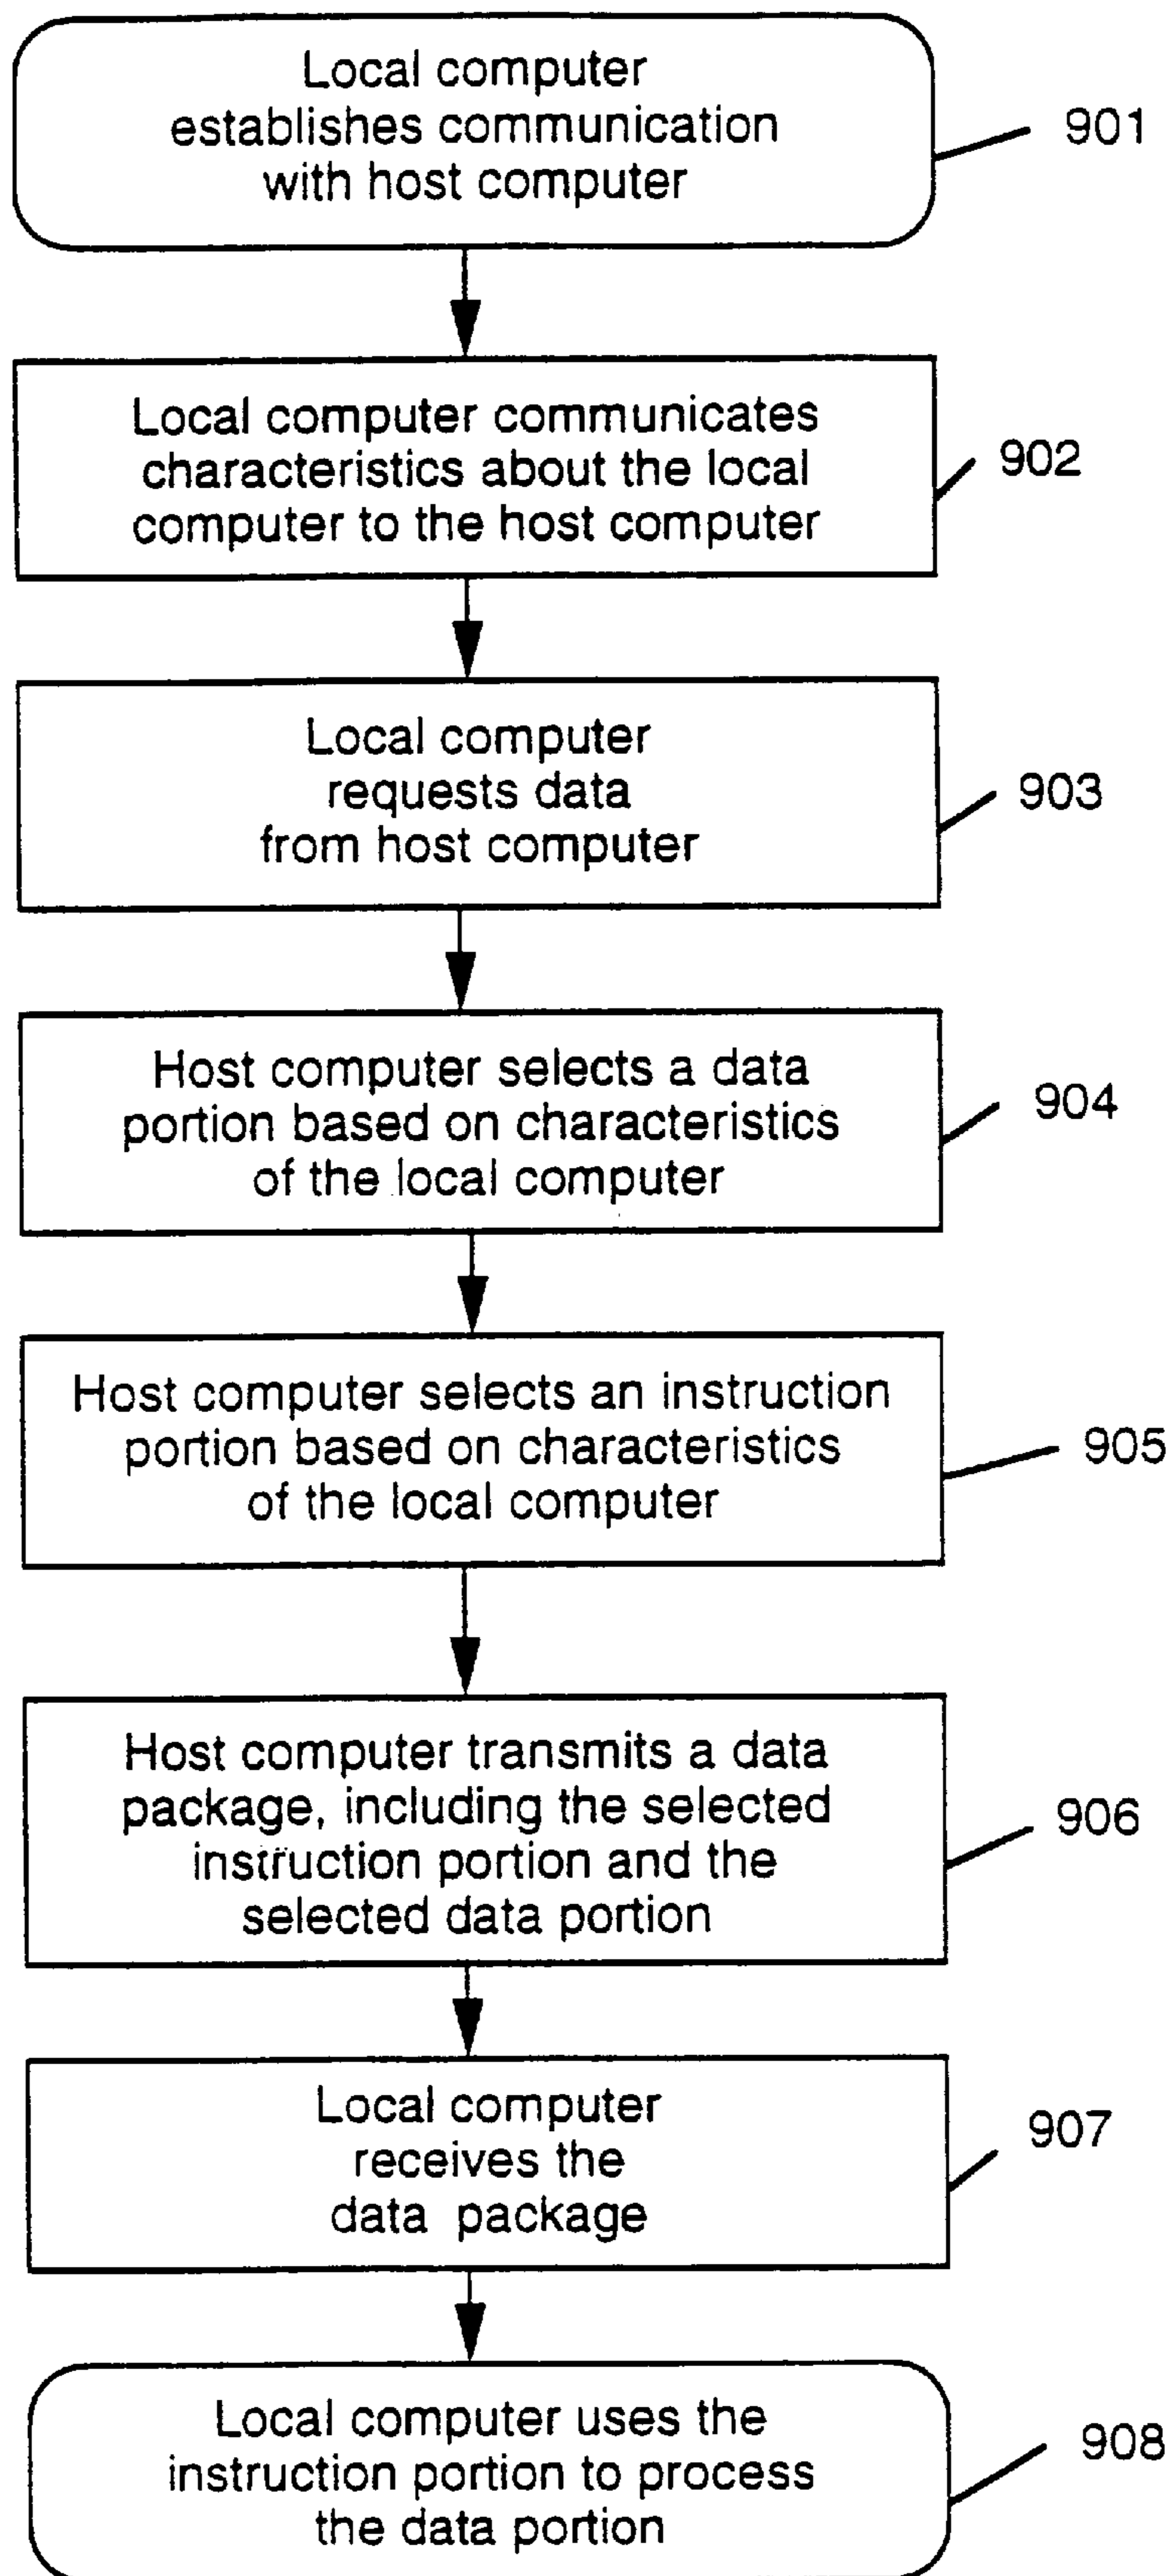 Local computer
establishes communication
with host computer
901
Local computer communicates
characteristics about the local
computer to the host computer
902
Local computer
requests data
from host computer
903
Host computer selects a data
portion based on characteristics
of the local computer
904
Host computer selects an instruction
portion based on characteristics
of the local computer
905
Host computer transmits a data
package, including the selected
instruction portion and the
selected data portion
906
Local computer
receives the
data package
907
Local computer uses the
instruction portion to process
the data portion
908